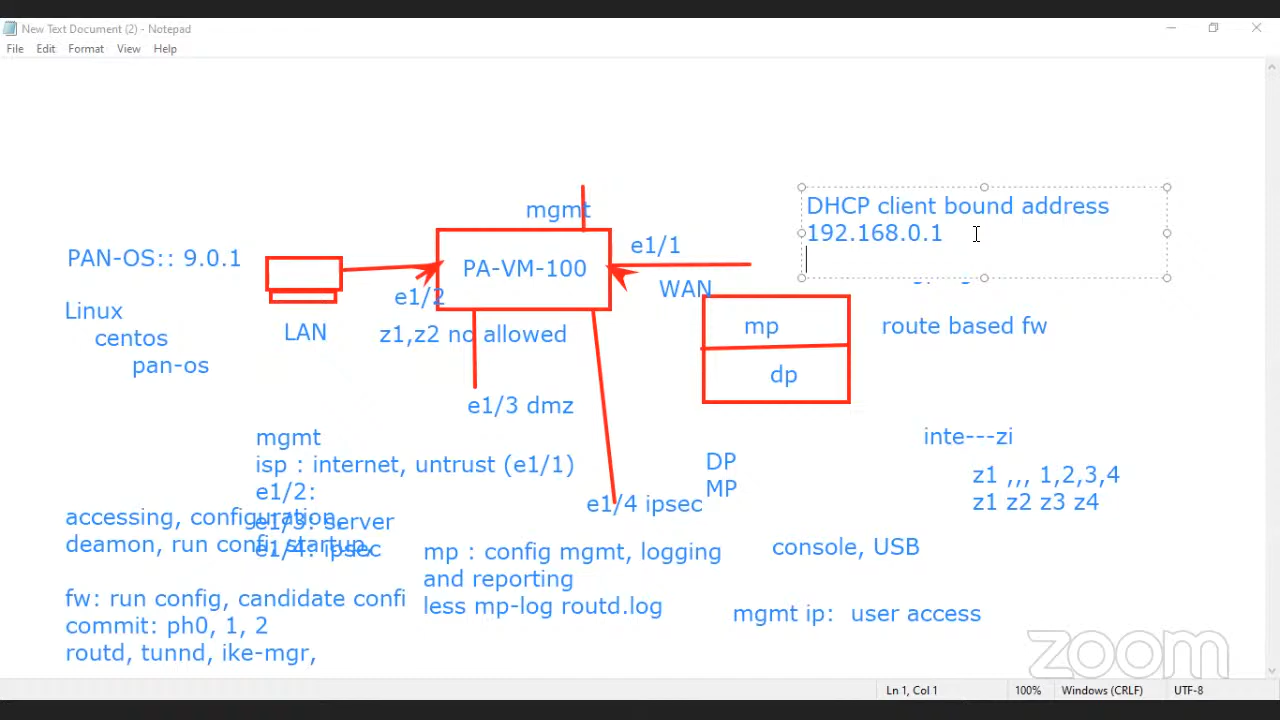 New Text Document (2) - Notepad
File Edit Format View Help
DHCP client bound address
192.168.0.1
mgmt
e1/1
PAN-OS:: 9.0.1
PA-VM-100
WAN
e1/2
Linux
centos
pan-os
LAN
z1,z2 no allowed
mp
route based fw
dp
e1/3 dmz
mgmt
isp : internet, untrust (e1/1)
e1/2:
e1/3: server
e1/4: ipsec
inte---zi
z1 ,,, 1,2,3,4
z1 z2 z3 z4
DP
MP
e1/4 ipsec
accessing, configuration,
deamon, run confi, startup,
mp : config mgmt, logging
and reporting
less mp-log routd.log
console, USB
fw: run config, candidate confi
commit: ph0, 1, 2
routd, tunnd, ike-mgr,
mgmt ip: user access
zoom
Ln 1, Col 1 100% Windows (CRLF) UTF-8